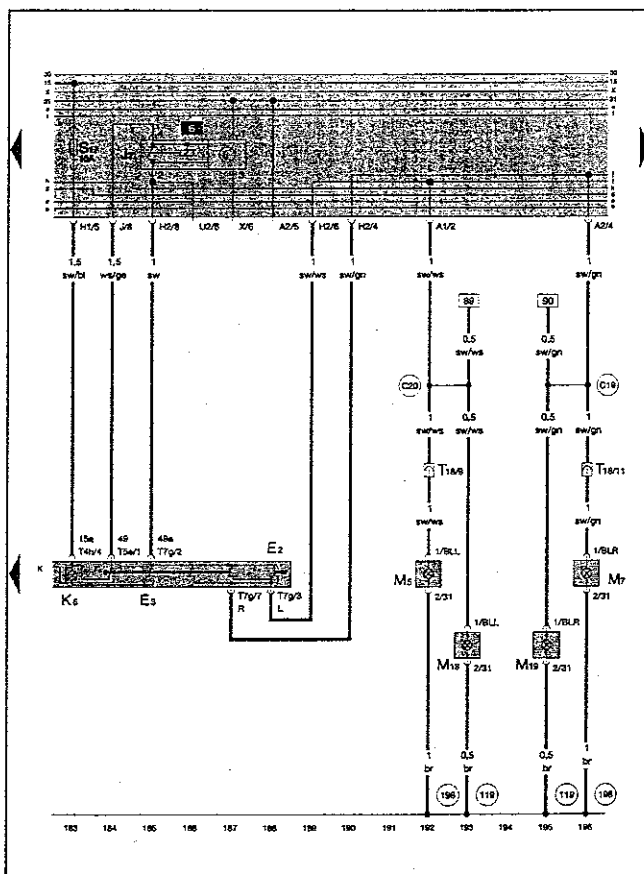 30
15
X
31
S
6
H1/5 J/8 H2/8 U2/6 X/6 A2/5 H2/6 H2/4 A1/2 A2/4
1,5 1,5 1 1 1 1 1
sw/bl ws/ge sw sw/ws sw/gn sw/ws sw/gn
89 90
0,5 0,5
sw/ws sw/gn
C20 C19
1 0,5 0,5 1
sw/ws sw/ws sw/gn sw/gn
T18/9 T18/11
1 1
sw/ws sw/gn
15a 49 49a
T4h/4 T5e/1 T7g/2
E2
1/BLL 1/BLR
K
M5 M7
2/31 2/31
K6 E3
T7g/7 T7g/3
R L
1/BLL 1/BLR
M18 M19
2/31 2/31
1 0,5 0,5 1
br br br br
196 119 119 196
183 184 185 186 187 188 189 190 191 192 193 194 195 196